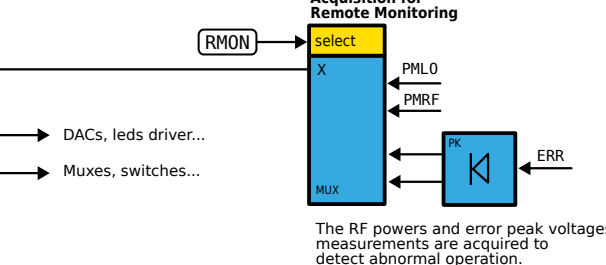 Acquisition for
Remote Monitoring
RMON
select
X
PMLO
PMRF
DACs, leds driver...
PK
ERR
Muxes, switches...
MUX
The RF powers and error peak voltages
measurements are acquired to
detect abnormal operation.